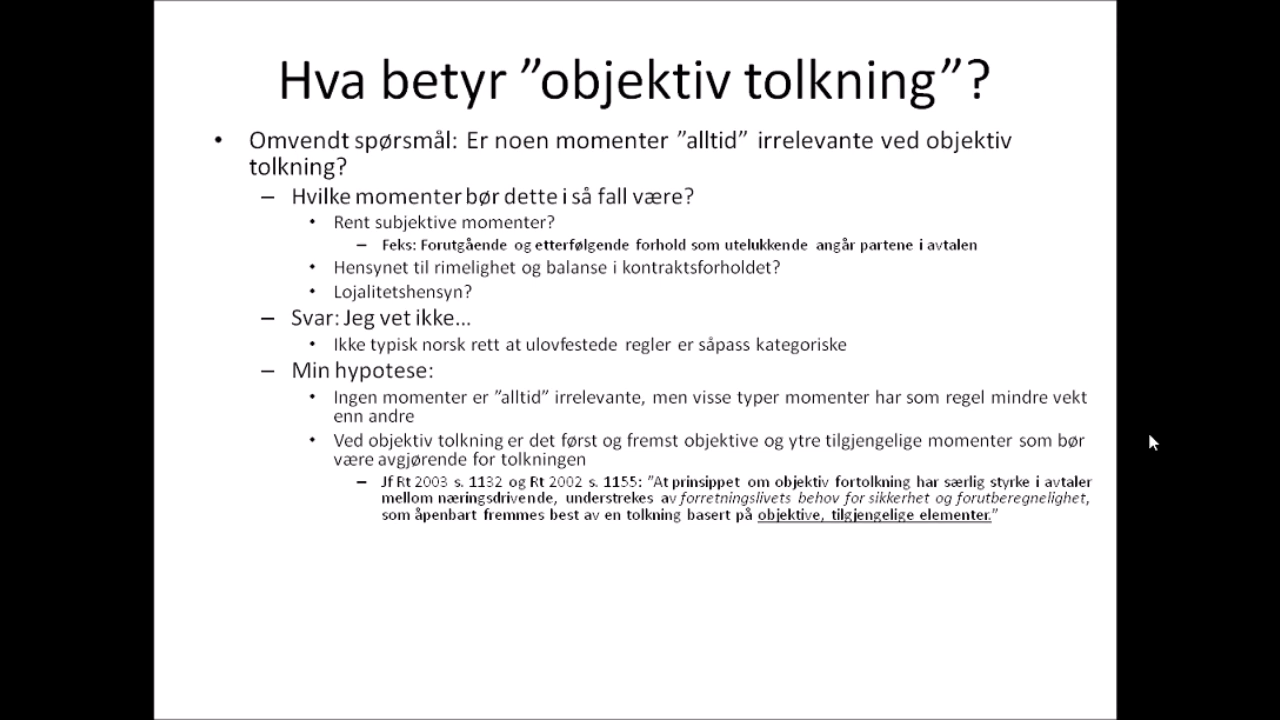 Hva betyr ”objektiv tolkning”?
• Omvendt spørsmål: Er noen momenter ”alltid” irrelevante ved objektiv
tolkning?
– Hvilke momenter bør dette i så fall være?
• Rent subjektive momenter?
– Feks: Forutgående og etterfølgende forhold som utelukkende angår partene i avtalen
• Hensynet til rimelighet og balanse i kontraktsforholdet?
• Lojalitetshensyn?
– Svar: Jeg vet ikke...
• Ikke typisk norsk rett at ulovfestede regler er såpass kategoriske
– Min hypotese:
• Ingen momenter er ”alltid” irrelevante, men visse typer momenter har som regel mindre vekt
enn andre
• Ved objektiv tolkning er det først og fremst objektive og ytre tilgjengelige momenter som bør
være avgjørende for tolkningen
– Jf Rt 2003 s. 1132 og Rt 2002 s. 1155: ”At prinsippet om objektiv fortolkning har særlig styrke i avtaler
mellom næringsdrivende, understrekes av forretningslivets behov for sikkerhet og forutberegnelighet,
som åpenbart fremmes best av en tolkning basert på objektive, tilgjengelige elementer.”